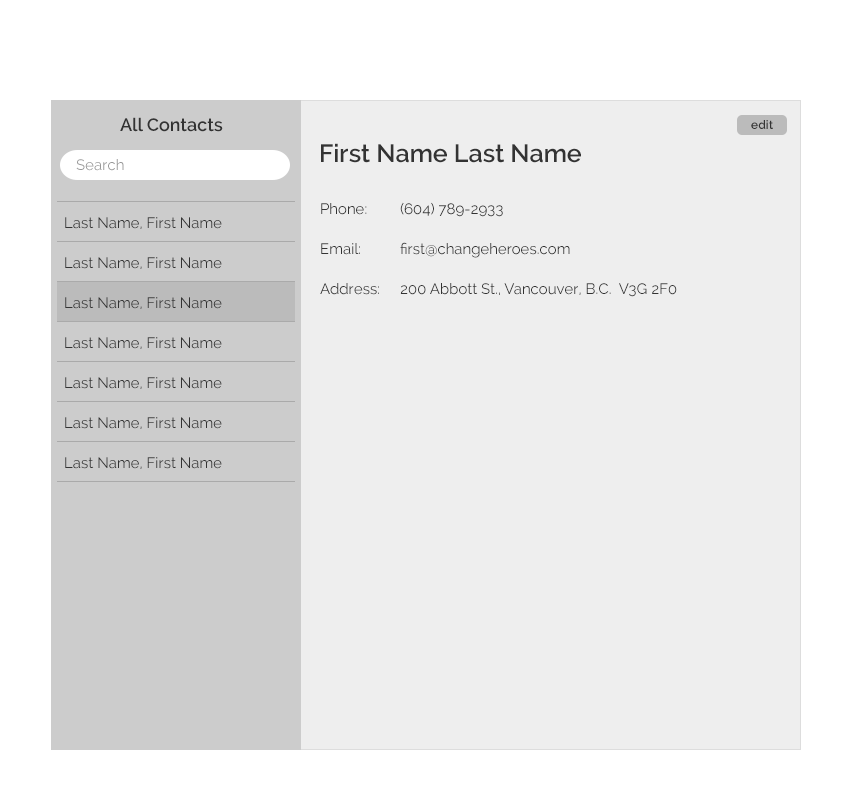 All Contacts
Search
Last Name, First Name
Last Name, First Name
Last Name, First Name
Last Name, First Name
Last Name, First Name
Last Name, First Name
Last Name, First Name
edit
First Name Last Name
Phone: (604) 789-2933
Email: first@changeheroes.com
Address: 200 Abbott St., Vancouver, B.C. V3G 2F0